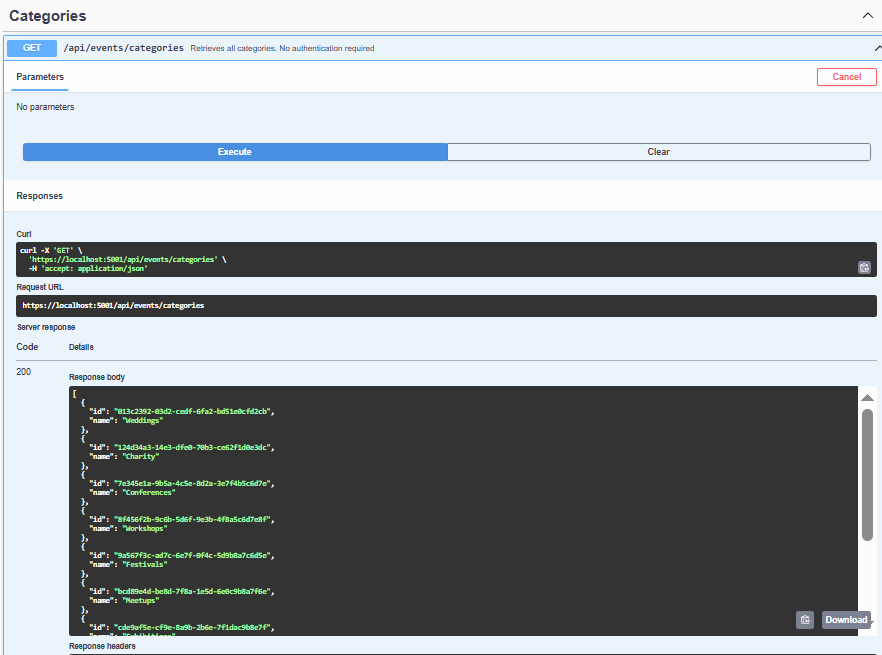 Categories
GET /api/events/categories Retrieves all categories. No authentication required
Parameters Cancel
No parameters
Execute Clear
Responses
Curl
curl -X 'GET' \
'https://localhost:5001/api/events/categories' \
-H 'accept: application/json'
Request URL
https://localhost:5001/api/events/categories
Server response
Code Details
200
Response body
[
{
"id": "013c2392-03d2-cedf-6fa2-bd51e0cfd2cb",
"name": "Weddings"
},
{
"id": "124d34a3-14e3-dfe0-70b3-ce62f1d0e3dc",
"name": "Charity"
},
{
"id": "7e345e1a-9b5a-4c5e-8d2a-3e7f4b5c6d7e",
"name": "Conferences"
},
{
"id": "8f456f2b-9c6b-5d6f-9e3b-4f8a5c6d7e8f",
"name": "Workshops"
},
{
"id": "9a567f3c-ad7c-6e7f-0f4c-5d9b8a7c6d5e",
"name": "Festivals"
},
{
"id": "bcd89e4d-be8d-7f8a-1e5d-6e0c9b8a7f6e",
"name": "Meetups"
},
{
"id": "cde9af5e-cf9e-8a9b-2b6e-7f1dac9b8e7f",
"name": "Exhibitions"
Download
Response headers